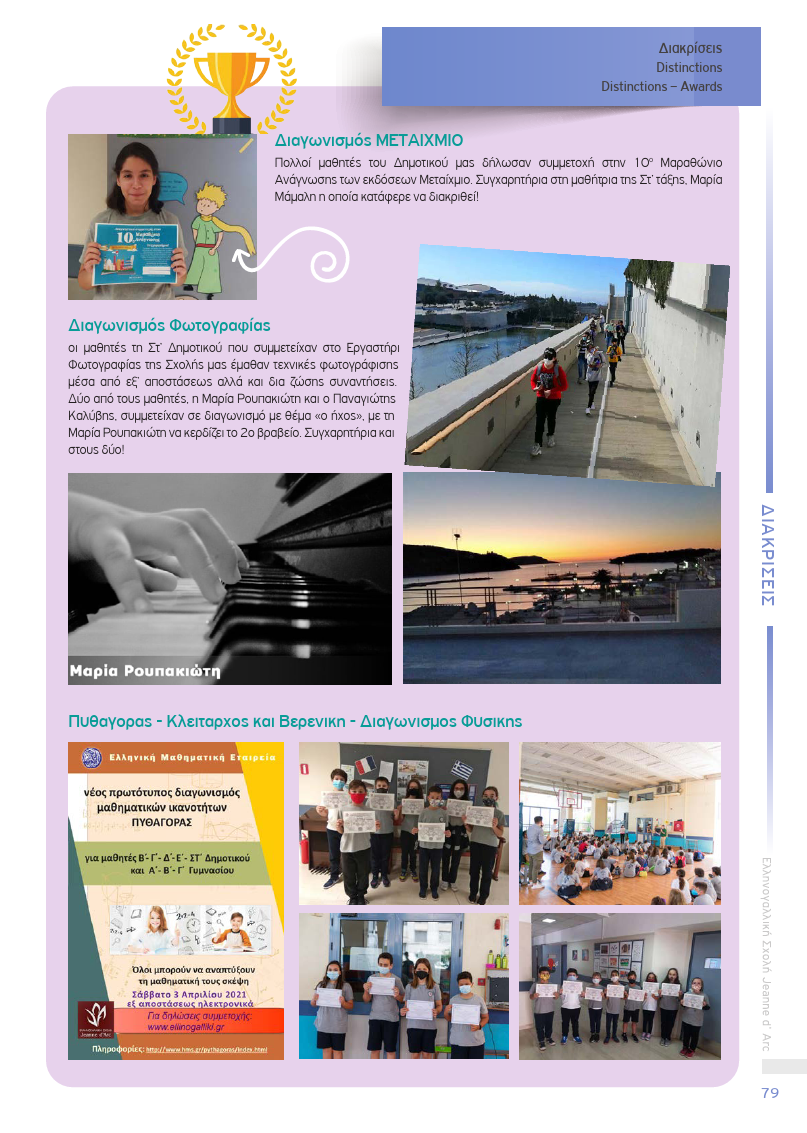 Διακρίσεις
Distinctions
Distinctions – Awards
Διαγωνισμός ΜΕΤΑΙΧΜΙΟ
Πολλοί μαθητές του Δημοτικού μας δήλωσαν συμμετοχή στην 10º Μαραθώνιο
Ανάγνωσης των εκδόσεων Μεταίχμιο. Συγχαρητήρια στη μαθήτρια της Στ' τάξης, Μαρία
Μάμαλη η οποία κατάφερε να διακριθεί!
10ος Μαραθώνιος
Ανάγνωσης
Διαγωνισμός Φωτογραφίας
οι μαθητές τη Στ' Δημοτικού που συμμετείχαν στο Εργαστήρι
Φωτογραφίας της Σχολής μας έμαθαν τεχνικές φωτογράφισης
μέσα από εξ' αποστάσεως αλλά και δια ζώσης συναντήσεις.
Δύο από τους μαθητές, η Μαρία Ρουπακιώτη και ο Παναγιώτης
Καλύβης, συμμετείχαν σε διαγωνισμό με θέμα «ο ήχος», με τη
Μαρία Ρουπακιώτη να κερδίζει το 2ο βραβείο. Συγχαρητήρια και
στους δύο!
Μαρία Ρουπακιώτη
Πυθαγορας - Κλειταρχος και Βερενικη - Διαγωνισμος Φυσικης
Ελληνική Μαθηματική Εταιρεία
νέος πρωτότυπος διαγωνισμός
μαθηματικών ικανοτήτων
ΠΥΘΑΓΟΡΑΣ
για μαθητές Β΄- Γ΄- Δ΄- Ε΄- ΣΤ΄ Δημοτικού
και Α΄- Β΄- Γ΄ Γυμνασίου
Όλοι μπορούν να αναπτύξουν
τη μαθηματική τους σκέψη
Σάββατο 3 Απριλίου 2021
εξ αποστάσεως ηλεκτρονικά
Για δηλώσεις συμμετοχής:
www.ellinogalliki.gr
Jeanne d' Arc
Πληροφορίες: http://www.hms.gr/pythagoras/index.html
ΔΙΑΚΡΙΣΕΙΣ
Ελληνογαλλική Σχολή Jeanne d' Arc
79